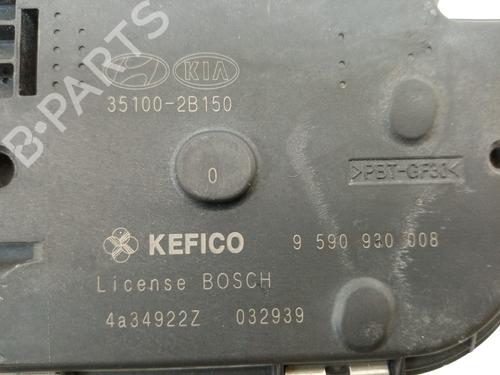 B-PARTS
KIA
35100-2B150
0
>PBT-GF30<
KEFICO 9 590 930 008
License BOSCH
4a34922Z 032939